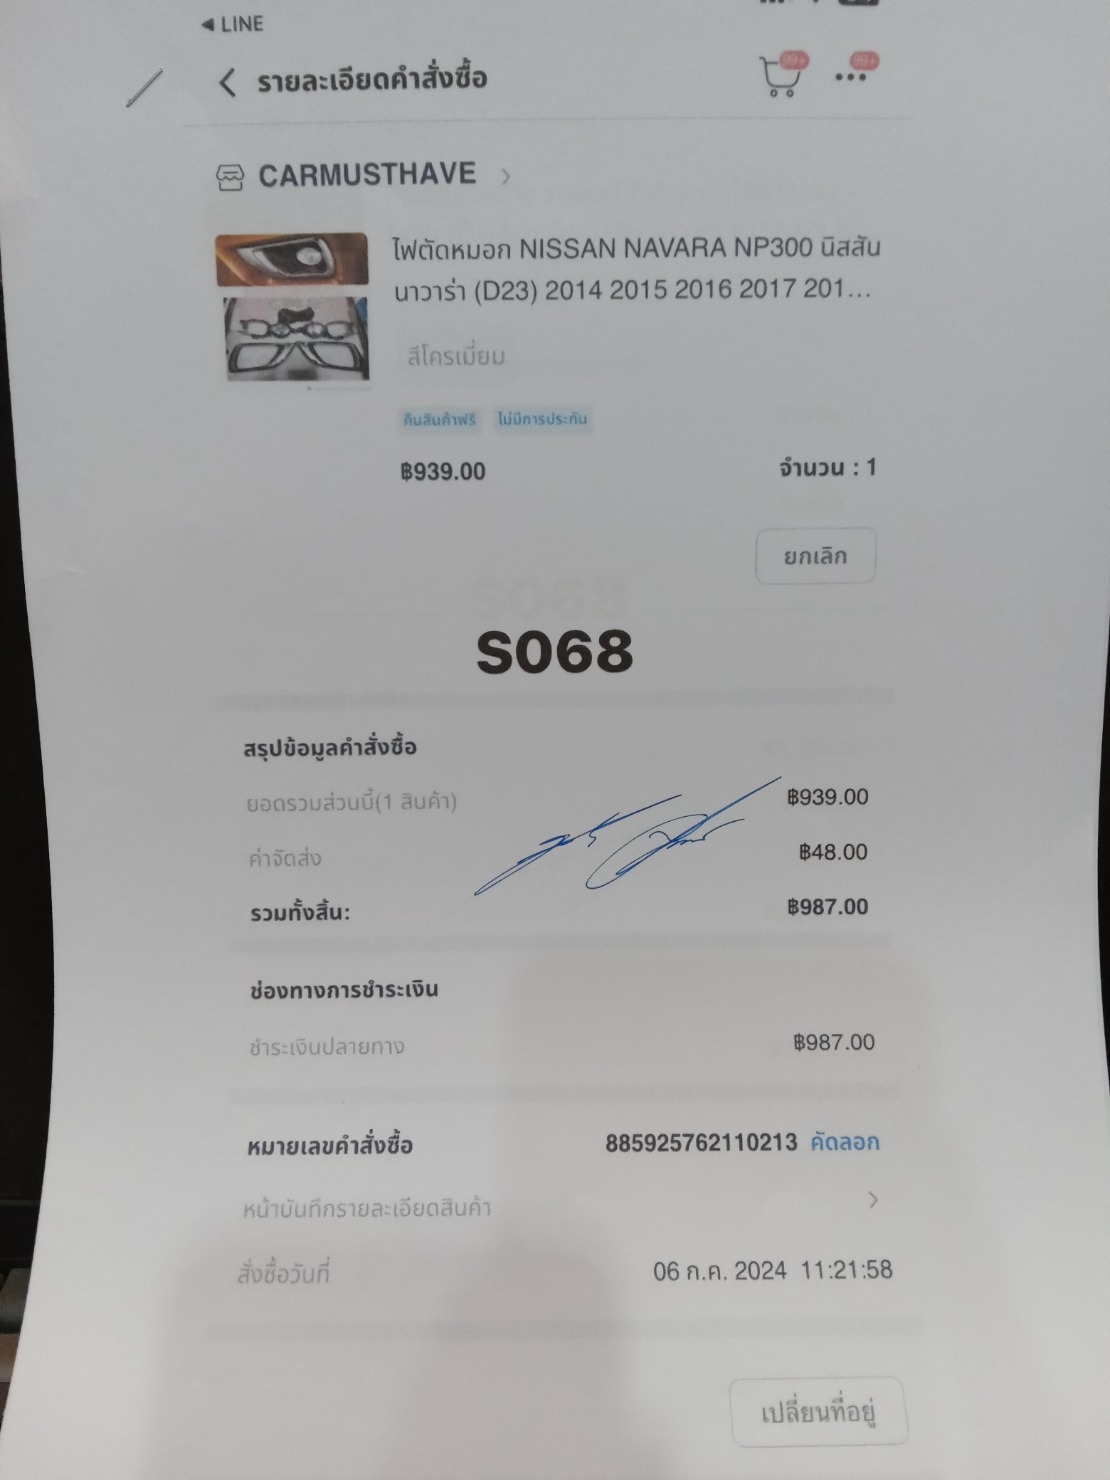 ◀ LINE
รายละเอียดคำสั่งซื้อ
99+
99+
CARMUSTHAVE
ไฟตัดหมอก NISSAN NAVARA NP300 นิสสัน
นาวาร่า (D23) 2014 2015 2016 2017 201...
สีโครเมี่ยม
คืนสินค้าฟรี ไม่มีการประกัน
฿939.00 จำนวน : 1
ยกเลิก
S068
สรุปข้อมูลคำสั่งซื้อ
ยอดรวมส่วนนี้(1 สินค้า) ฿939.00
ค่าจัดส่ง ฿48.00
รวมทั้งสิ้น: ฿987.00
ช่องทางการชำระเงิน
ชำระเงินปลายทาง ฿987.00
หมายเลขคำสั่งซื้อ 885925762110213 คัดลอก
หน้าบันทึกรายละเอียดสินค้า
สั่งซื้อวันที่ 06 ก.ค. 2024 11:21:58
เปลี่ยนที่อยู่